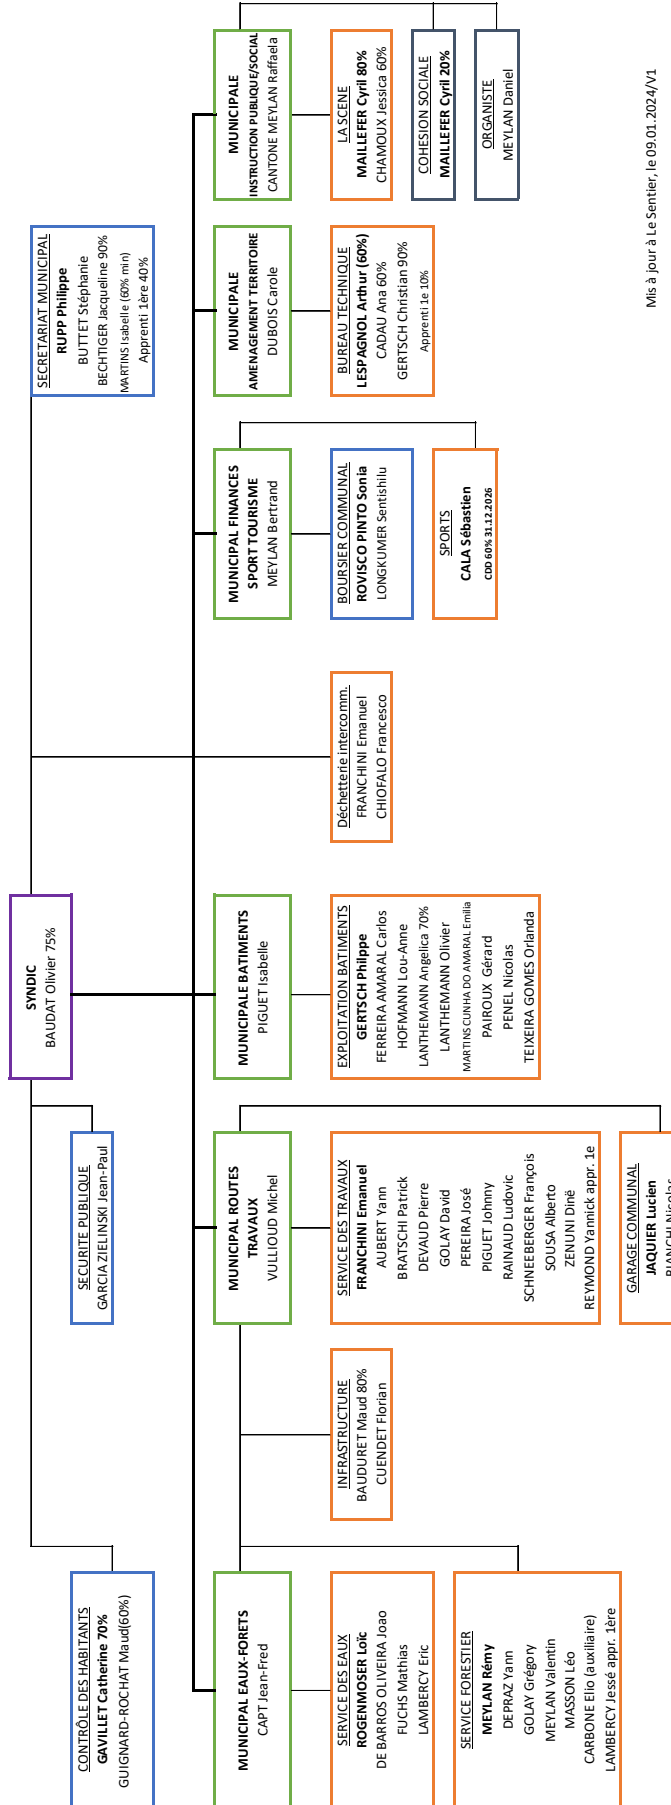 SYNDIC
BAUDAT Olivier 75%
CONTRÔLE DES HABITANTS
GAVILLET Catherine 70%
GUIGNARD-ROCHAT Maud(60%)
SECURITE PUBLIQUE
GARCIA ZIELINSKI Jean-Paul
SECRETARIAT MUNICIPAL
RUPP Philippe
BUTTET Stéphanie
BECHTIGER Jacqueline 90%
MARTINS Isabelle (60% min)
Apprenti 1ère 40%
MUNICIPAL EAUX-FORETS
CAPT Jean-Fred
MUNICIPAL ROUTES
TRAVAUX
VULLIOUD Michel
MUNICIPALE BATIMENTS
PIGUET Isabelle
MUNICIPAL FINANCES
SPORT TOURISME
MEYLAN Bertrand
MUNICIPALE
AMENAGEMENT TERRITOIRE
DUBOIS Carole
MUNICIPALE
INSTRUCTION PUBLIQUE/SOCIAL
CANTONE MEYLAN Raffaela
SERVICE DES EAUX
ROGENMOSER Loïc
DE BARROS OLIVEIRA Joao
FUCHS Mathias
LAMBERCY Eric
INFRASTRUCTURE
BAUDURET Maud 80%
CUENDET Florian
SERVICE DES TRAVAUX
FRANCHINI Emanuel
AUBERT Yann
BRATSCHI Patrick
DEVAUD Pierre
GOLAY David
PEREIRA José
PIGUET Johnny
RAINAUD Ludovic
SCHNEEBERGER François
SOUSA Alberto
ZENUNI Dinë
REYMOND Yannick appr. 1e
EXPLOITATION BATIMENTS
GERTSCH Philppe
FERREIRA AMARAL Carlos
HOFMANN Lou-Anne
LANTHEMANN Angelica 70%
LANTHEMANN Olivier
MARTINS CUNHA DO AMARAL Emilia
PAIROUX Gérard
PENEL Nicolas
TEIXEIRA GOMES Orlanda
Déchetterie intercomm.
FRANCHINI Emanuel
CHIOFALO Francesco
BOURSIER COMMUNAL
ROVISCO PINTO Sonia
LONGKUMER Sentishilu
BUREAU TECHNIQUE
LESPAGNOL Arthur (60%)
CADAU Ana 60%
GERTSCH Christian 90%
Apprenti 1e 10%
LA SCENE
MAILLEFER Cyril 80%
CHAMOUX Jessica 60%
SERVICE FORESTIER
MEYLAN Rémy
DEPRAZ Yann
GOLAY Grégory
MEYLAN Valentin
MASSON Léo
CARBONE Elio (auxiliaire)
LAMBERCY Jessé appr. 1ère
SPORTS
CALA Sébastien
CDD 60% 31.12.2026
COHESION SOCIALE
MAILLEFER Cyril 20%
ORGANISTE
MEYLAN Daniel
GARAGE COMMUNAL
JAQUIER Lucien
BIANCHI Nicolas
Mis à jour à Le Sentier, le 09.01.2024/V1